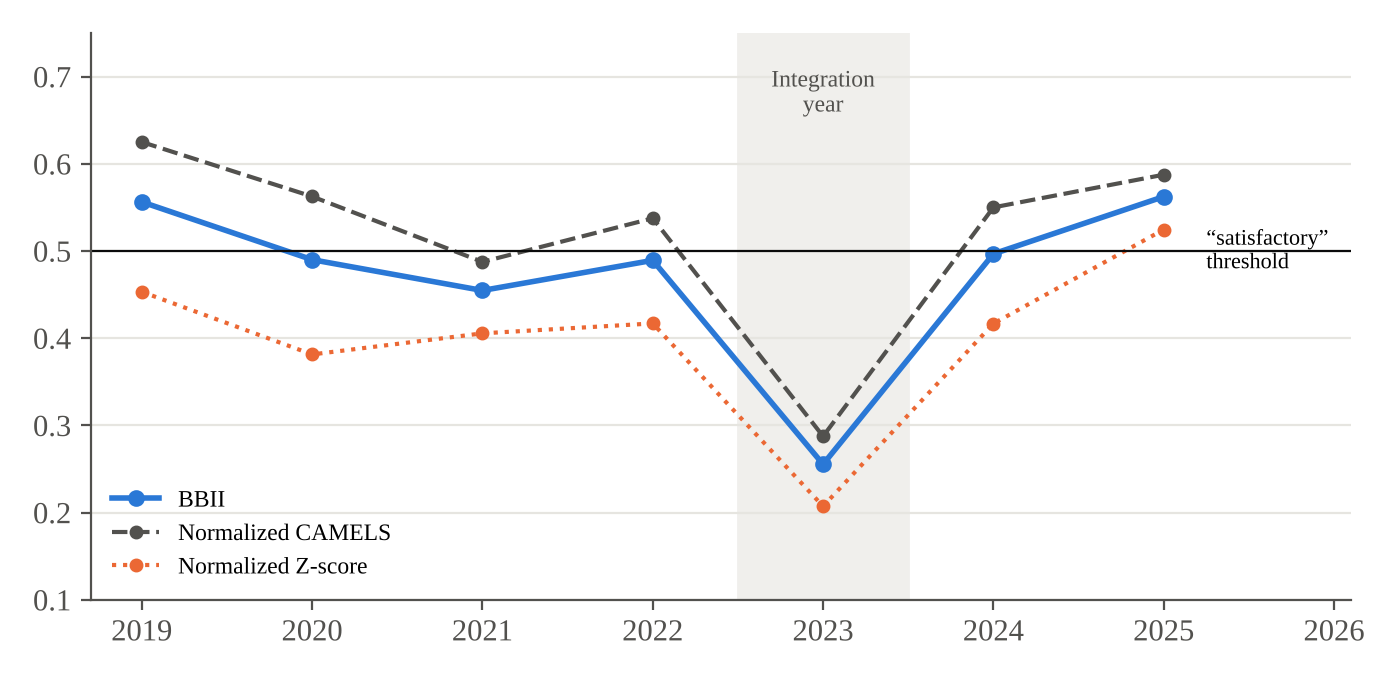 0.7
0.6
0.5
0.4
0.3
0.2
0.1
Integration
year
“satisfactory”
threshold
BBII
Normalized CAMELS
Normalized Z-score
2019 2020 2021 2022 2023 2024 2025 2026